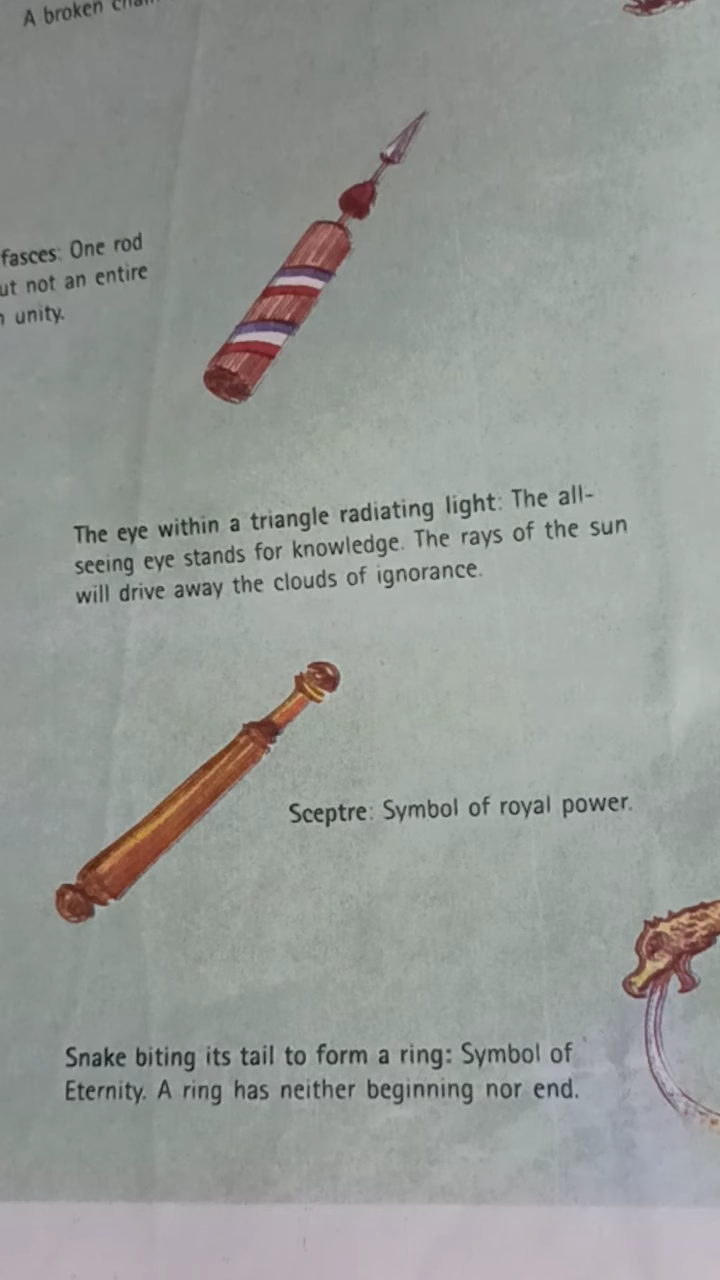 A broken
fasces: One rod
ut not an entire
unity.
The eye within a triangle radiating light: The all-
seeing eye stands for knowledge. The rays of the sun
will drive away the clouds of ignorance.
Sceptre: Symbol of royal power.
Snake biting its tail to form a ring: Symbol of
Eternity. A ring has neither beginning nor end.